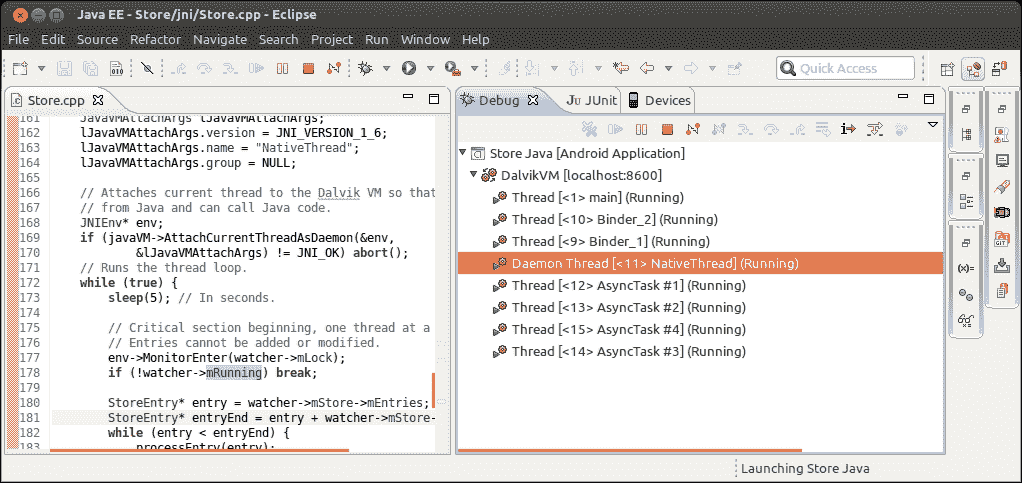 Java EE - Store/jni/Store.cpp - Eclipse
File Edit Source Refactor Navigate Search Project Run Window Help
Quick Access
Store.cpp
161 JavaVMAttachArgs lJavaVMAttachArgs;
162 lJavaVMAttachArgs.version = JNI_VERSION_1_6;
163 lJavaVMAttachArgs.name = "NativeThread";
164 lJavaVMAttachArgs.group = NULL;
165
166 // Attaches current thread to the Dalvik VM so that
167 // from Java and can call Java code.
168 JNIEnv* env;
169 if (javaVM->AttachCurrentThreadAsDaemon(&env,
170 &lJavaVMAttachArgs) != JNI_OK) abort();
171 // Runs the thread loop.
172 while (true) {
173 sleep(5); // In seconds.
174
175 // Critical section beginning, one thread at a
176 // Entries cannot be added or modified.
177 env->MonitorEnter(watcher->mLock);
178 if (!watcher->mRunning) break;
179
180 StoreEntry* entry = watcher->mStore->mEntries;
181 StoreEntry* entryEnd = entry + watcher->mStore-
182 while (entry < entryEnd) {
183 processEntry(entry);
Debug JUnit Devices
Store Java [Android Application]
DalvikVM [localhost:8600]
Thread [<1> main] (Running)
Thread [<10> Binder_2] (Running)
Thread [<9> Binder_1] (Running)
Daemon Thread [<11> NativeThread] (Running)
Thread [<12> AsyncTask #1] (Running)
Thread [<13> AsyncTask #2] (Running)
Thread [<15> AsyncTask #4] (Running)
Thread [<14> AsyncTask #3] (Running)
Launching Store Java